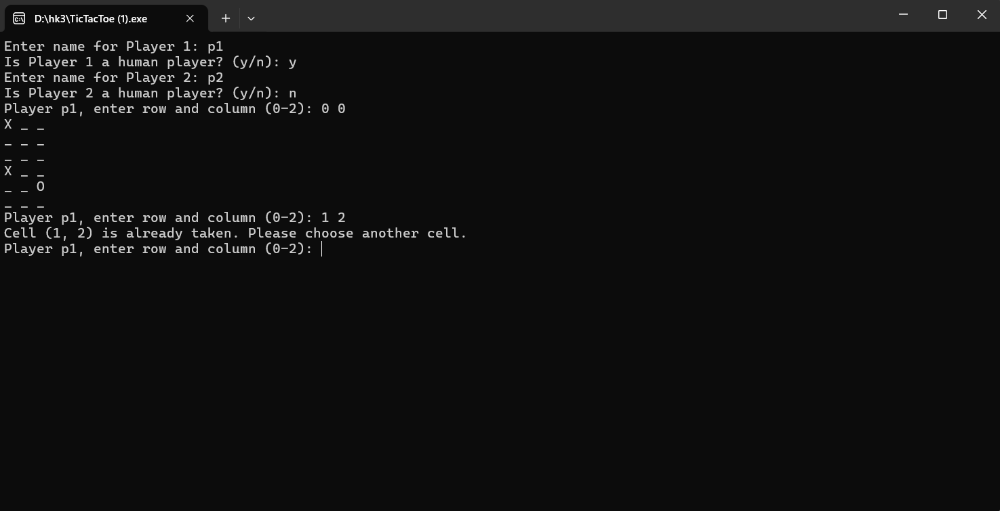 D:\hk3\TicTacToe (1).exe
Enter name for Player 1: p1
Is Player 1 a human player? (y/n): y
Enter name for Player 2: p2
Is Player 2 a human player? (y/n): n
Player p1, enter row and column (0-2): 0 0
X _ _
_ _ _
_ _ _
X _ _
_ _ O
_ _ _
Player p1, enter row and column (0-2): 1 2
Cell (1, 2) is already taken. Please choose another cell.
Player p1, enter row and column (0-2):